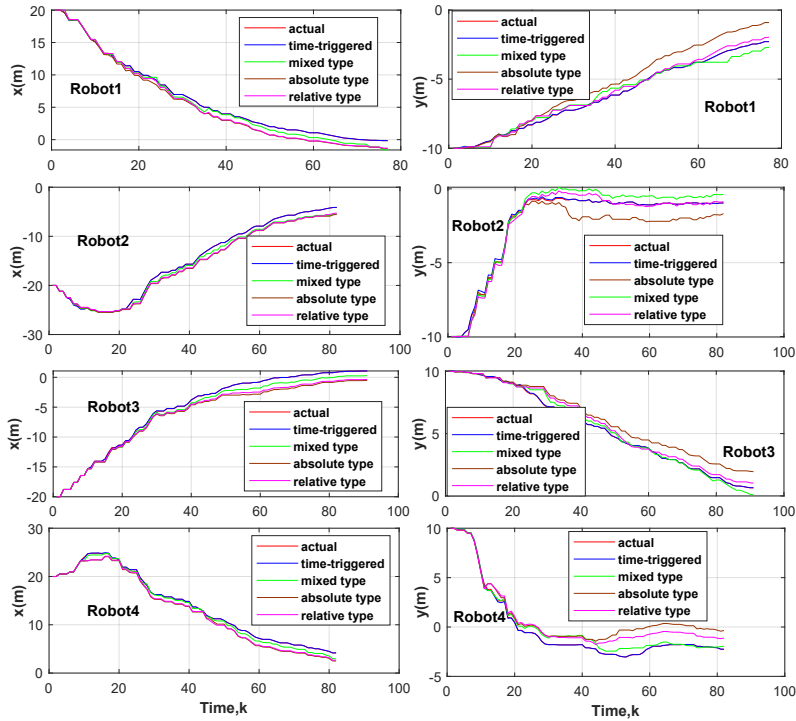 20
15
10
5
0
x(m)
0
20
40
60
80
Robot1
actual
time-triggered
mixed type
absolute type
relative type
0
-5
-10
y(m)
0
20
40
60
80
Robot1
actual
time-triggered
mixed type
absolute type
relative type
0
-10
-20
-30
x(m)
0
20
40
60
80
100
Robot2
actual
time-triggered
mixed type
absolute type
relative type
0
-5
-10
y(m)
0
20
40
60
80
100
Robot2
actual
time-triggered
absolute type
mixed type
relative type
0
-5
-10
-15
-20
x(m)
0
20
40
60
80
100
Robot3
actual
time-triggered
mixed type
absolute type
relative type
10
5
0
y(m)
0
20
40
60
80
100
Robot3
actual
time-triggered
mixed type
absolute type
relative type
30
20
10
0
x(m)
0
20
40
60
80
100
Robot4
actual
time-triggered
mixed type
absolute type
relative type
Time,k
10
5
0
-5
y(m)
0
20
40
60
80
100
Robot4
actual
time-triggered
mixed type
absolute type
relative type
Time,k